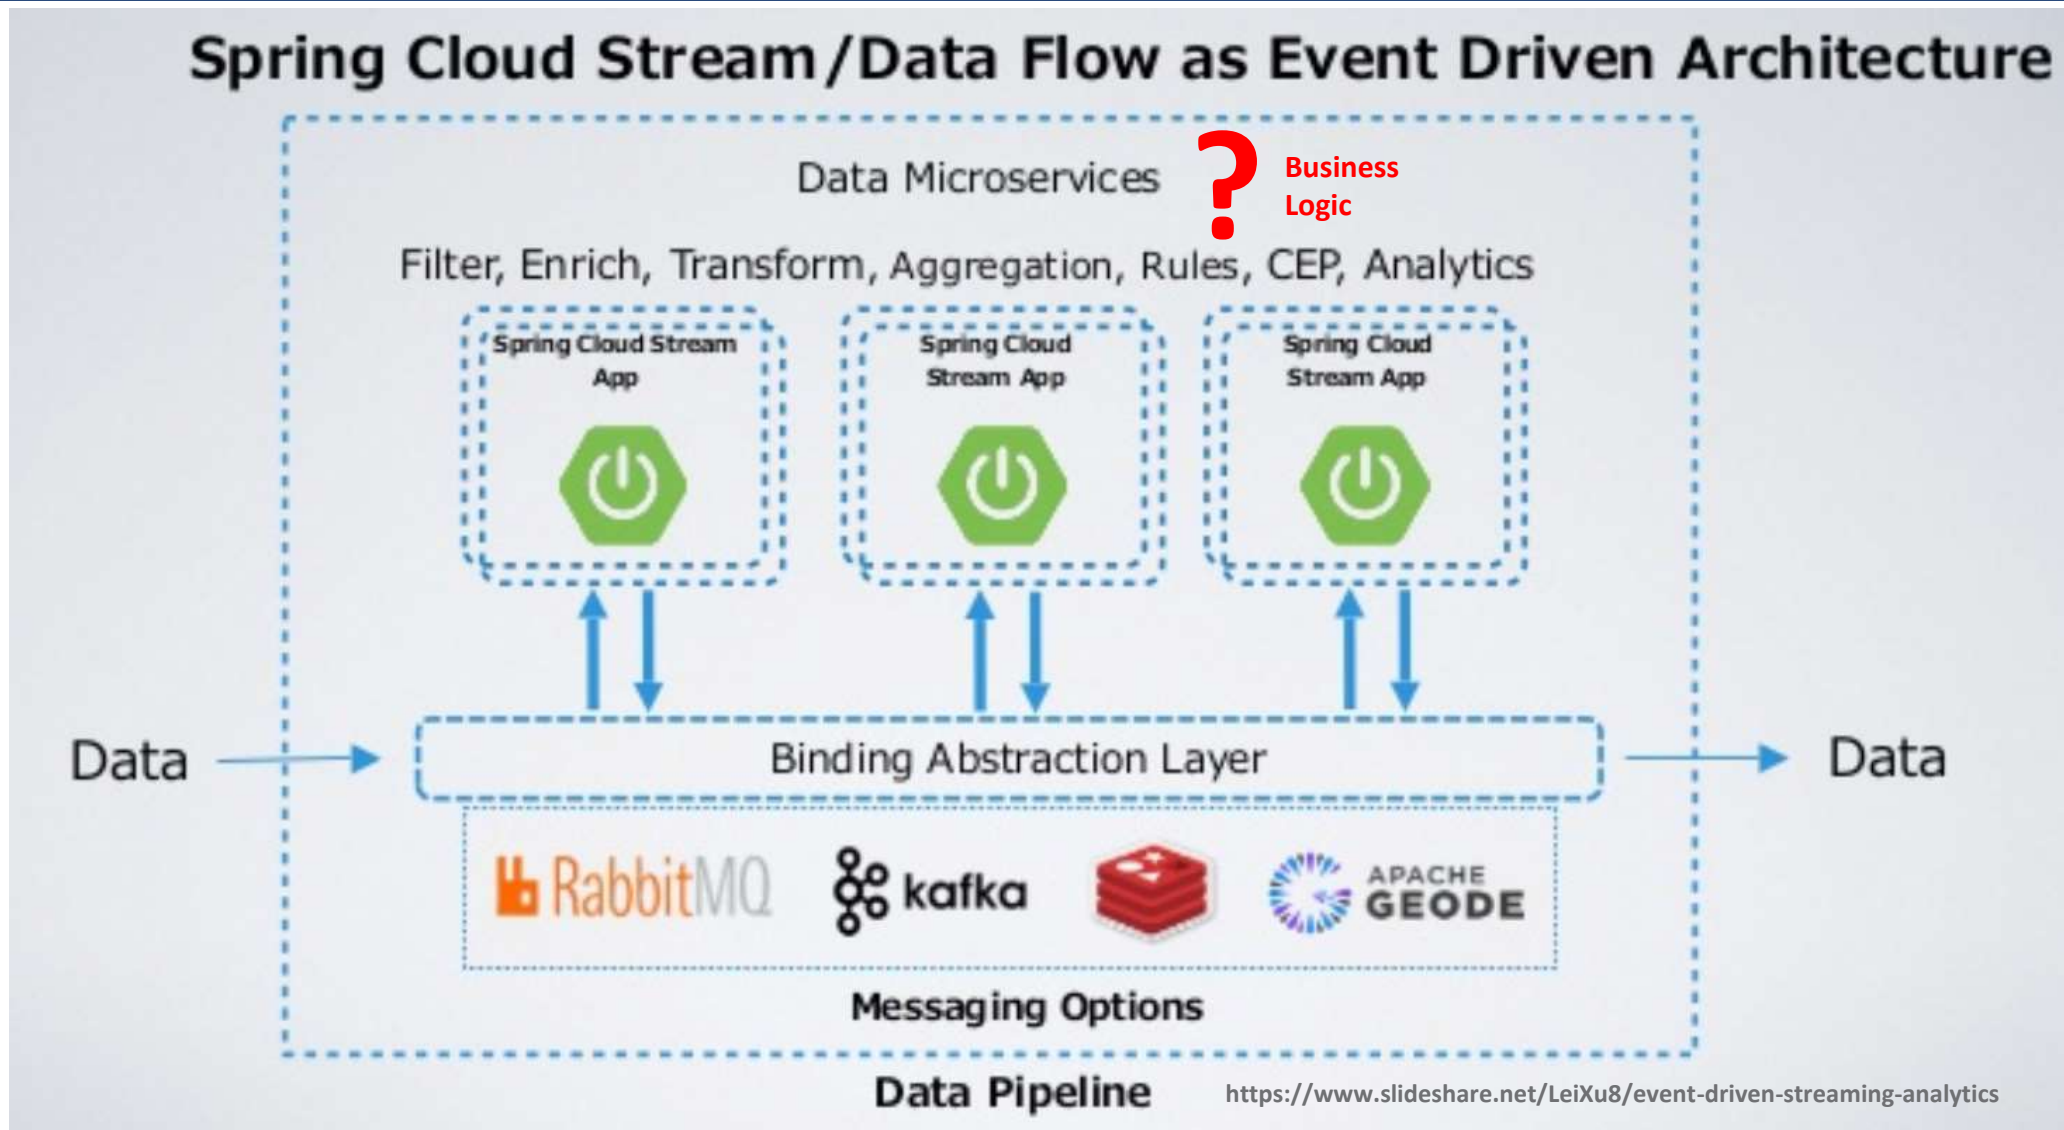 Spring Cloud Stream/Data Flow as Event Driven Architecture
Data Microservices
?
Business
Logic
Filter, Enrich, Transform, Aggregation, Rules, CEP, Analytics
Spring Cloud Stream
App
Spring Cloud
Stream App
Spring Cloud
Stream App
Data
Binding Abstraction Layer
Data
RabbitMQ
kafka
APACHE
GEODE
Messaging Options
Data Pipeline
https://www.slideshare.net/LeiXu8/event-driven-streaming-analytics